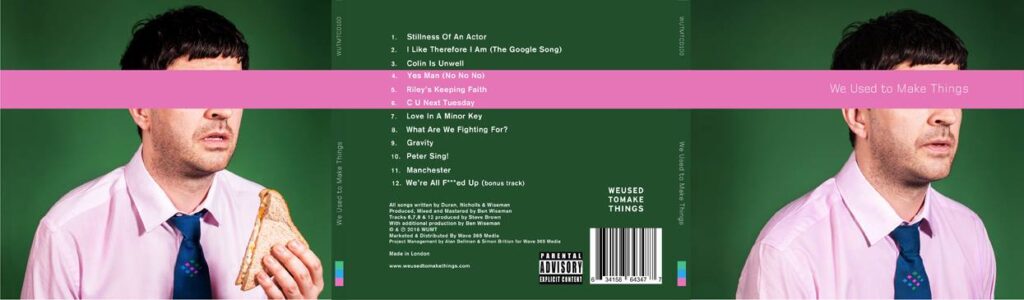 WUTMTCD100
We Used to Make Things
1. Stillness Of An Actor
2. I Like Therefore I Am (The Google Song)
3. Colin Is Unwell
4. Yes Man (No No No)
5. Riley's Keeping Faith
6. C U Next Tuesday
7. Love In A Minor Key
8. What Are We Fighting For?
9. Gravity
10. Peter Sing!
11. Manchester
12. We're All F***ed Up (bonus track)
All songs written by Duran, Nicholls & Wiseman
Produced, Mixed and Mastered by Ben Wiseman
Tracks 6,7,9 & 12 produced by Steve Brown
With additional production by Ben Wiseman
© & ℗ 2016 WUMT
Marketed & Distributed By Wave 365 Media
Project Management by Alan Bellman & Simon Britton for Wave 365 Media
Made in London
www.weusedtomakethings.com
WEUSED
TOMAKE
THINGS
PARENTAL
ADVISORY
EXPLICIT CONTENT
6 34158 64347 7
WUTMTCD100
We Used to Make Things
We Used to Make Things